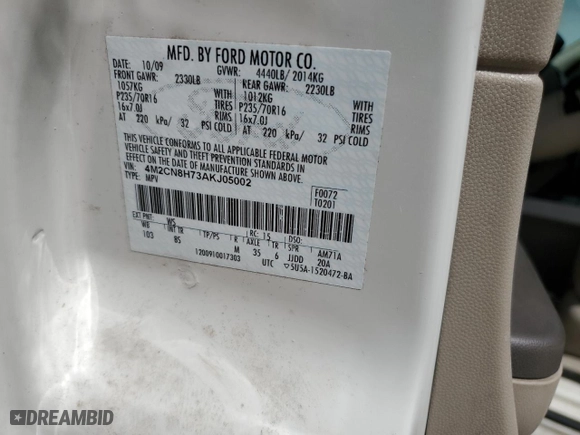 MFD. BY FORD MOTOR CO.
DATE: 10/09 GVWR: 4440LB/ 2014KG
FRONT GAWR: 2330LB REAR GAWR: 2230LB
1057KG WITH 1012KG WITH
P235/70R16 TIRES P235/70R16 TIRES
16x7.0J RIMS 16x7.0J RIMS
AT 220 kPa/ 32 PSI COLD AT 220 kPa/ 32 PSI COLD
THIS VEHICLE CONFORMS TO ALL APPLICABLE FEDERAL MOTOR
VEHICLE SAFETY AND THEFT PREVENTION STANDARDS IN
EFFECT ON THE DATE OF MANUFACTURE SHOWN ABOVE.
VIN: 4M2CN8H73AKJ05002
TYPE: MPV
F0072
T0201
EXT PNT: WS RC: 15 DSO:
WB INT TR TP/PS R AXLE TR SPR AM71A
103 BS M 35 6 JJDD 20A
1200910017303 UTC 5U5A-1520472-BA
DREAMBID